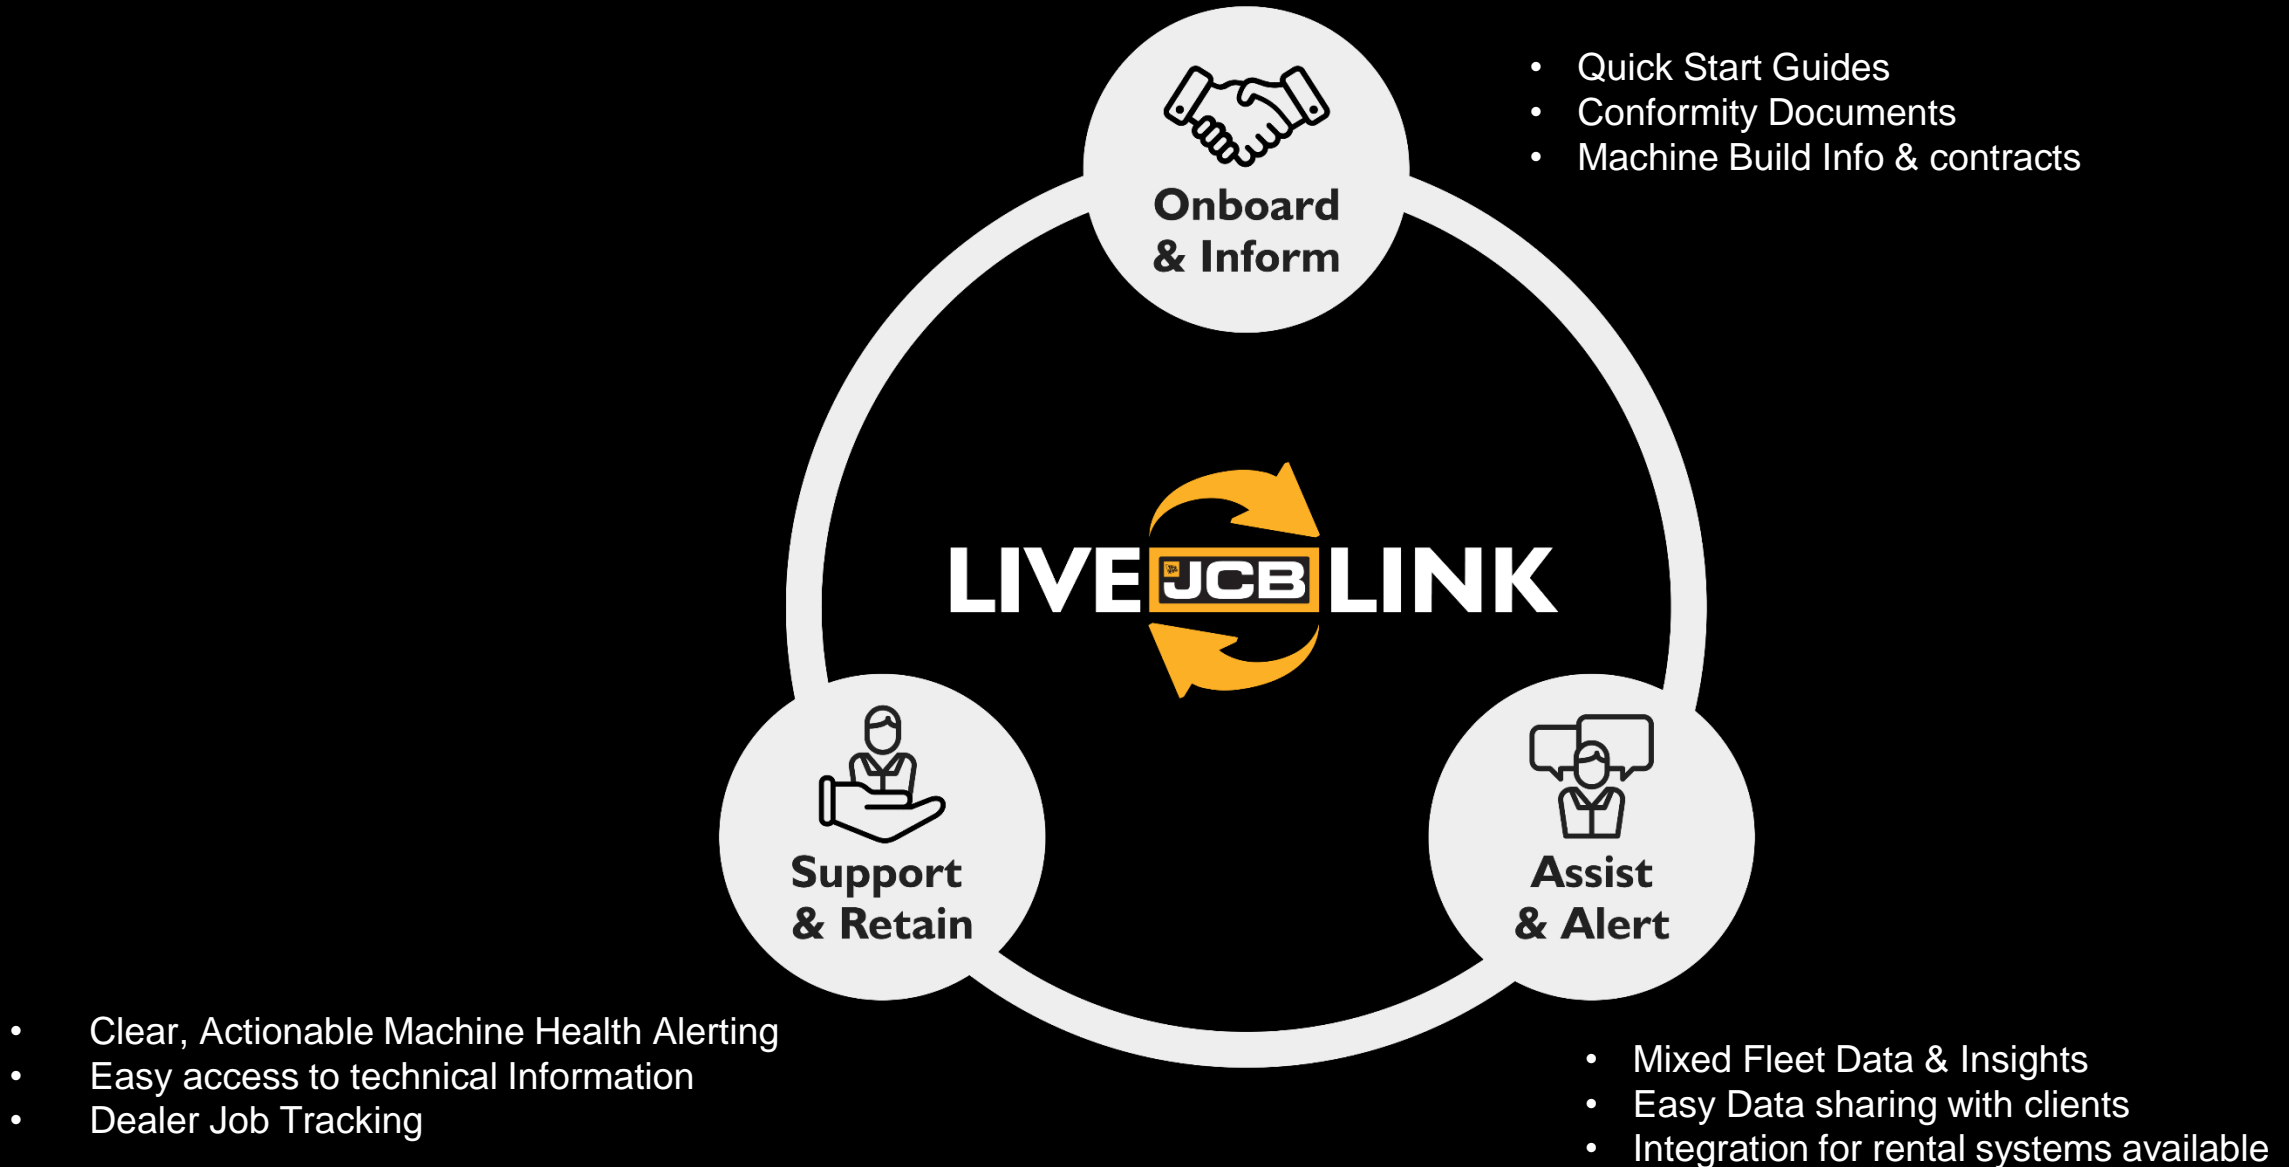 Onboard
& Inform
• Quick Start Guides
• Conformity Documents
• Machine Build Info & contracts
LIVE JCB LINK
Support
& Retain
Assist
& Alert
• Clear, Actionable Machine Health Alerting
• Easy access to technical Information
• Dealer Job Tracking
• Mixed Fleet Data & Insights
• Easy Data sharing with clients
• Integration for rental systems available